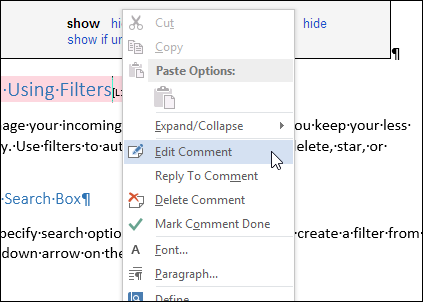 show hide hide
show if un
¶
·Using·Filters[L
age·your·incoming ou·keep·your·less·
y.·Use·filters·to·aut elete,·star,·or·
Search·Box¶
pecify·search·optio create·a·filter·from·
down·arrow·on·the
Cut
Copy
Paste Options:
Expand/Collapse
Edit Comment
Reply To Comment
Delete Comment
Mark Comment Done
A Font...
Paragraph...
Define